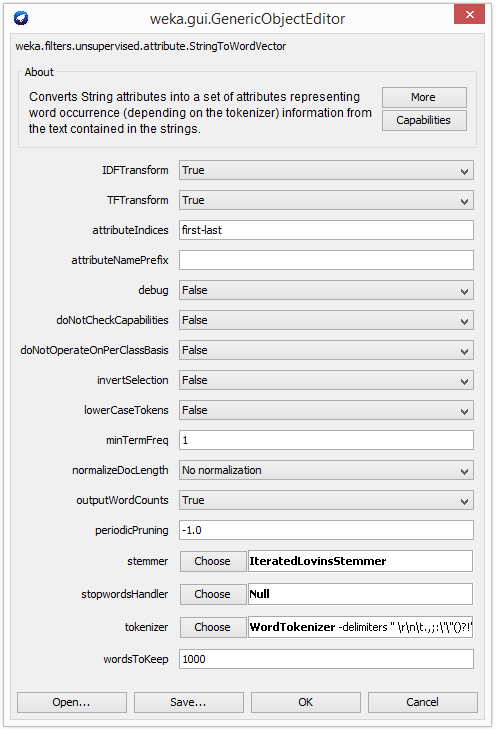 weka.gui.GenericObjectEditor
weka.filters.unsupervised.attribute.StringToWordVector
About
Converts String attributes into a set of attributes representing
word occurrence (depending on the tokenizer) information from
the text contained in the strings.
More
Capabilities
IDFTransform True
TFTransform True
attributeIndices first-last
attributeNamePrefix
debug False
doNotCheckCapabilities False
doNotOperateOnPerClassBasis False
invertSelection False
lowerCaseTokens False
minTermFreq 1
normalizeDocLength No normalization
outputWordCounts True
periodicPruning -1.0
stemmer Choose IteratedLovinsStemmer
stopwordsHandler Choose Null
tokenizer Choose WordTokenizer -delimiters " \r\n\t.,;:\'\"()?!"
wordsToKeep 1000
Open... Save... OK Cancel